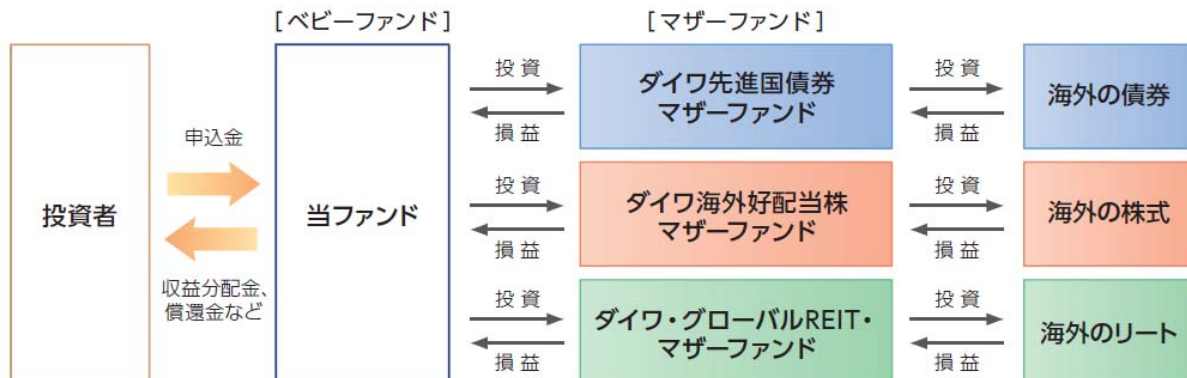 ［ベビーファンド］
［マザーファンド］
投資者
申込金
収益分配金、
償還金など
当ファンド
投 資
損 益
ダイワ先進国債券
マザーファンド
投 資
損 益
海外の債券
投 資
損 益
ダイワ海外好配当株
マザーファンド
投 資
損 益
海外の株式
投 資
損 益
ダイワ・グローバルREIT・
マザーファンド
投 資
損 益
海外のリート